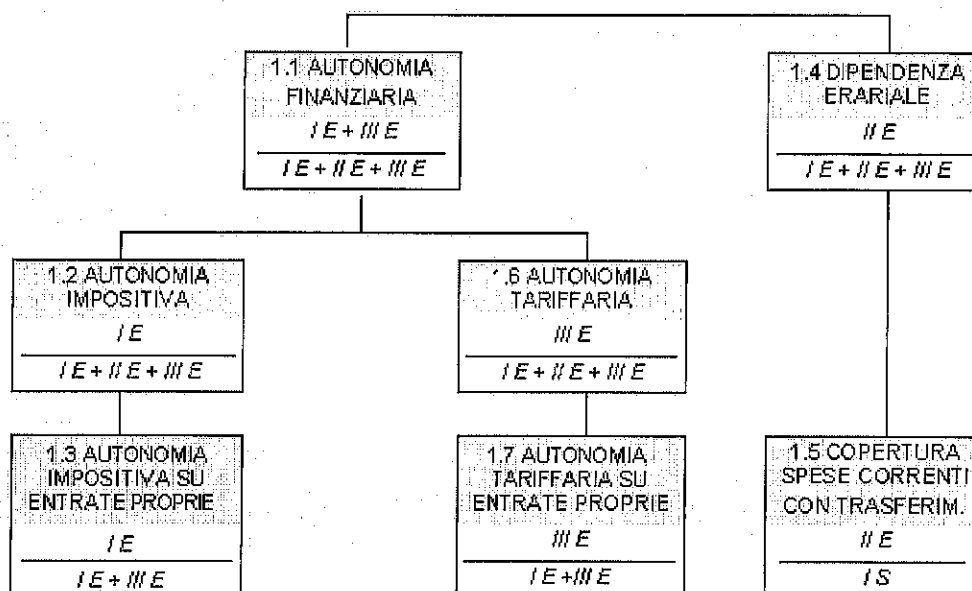 1.1 AUTONOMIA
FINANZIARIA
I E + III E
I E + II E + III E
1.4 DIPENDENZA
ERARIALE
II E
I E + II E + III E
1.2 AUTONOMIA
IMPOSITIVA
I E
I E + II E + III E
1.6 AUTONOMIA
TARIFFARIA
III E
I E + II E + III E
1.3 AUTONOMIA
IMPOSITIVA SU
ENTRATE PROPRIE
I E
I E + III E
1.7 AUTONOMIA
TARIFFARIA SU
ENTRATE PROPRIE
III E
I E +III E
1.5 COPERTURA
SPESE CORRENTI
CON TRASFERIM.
II E
I S